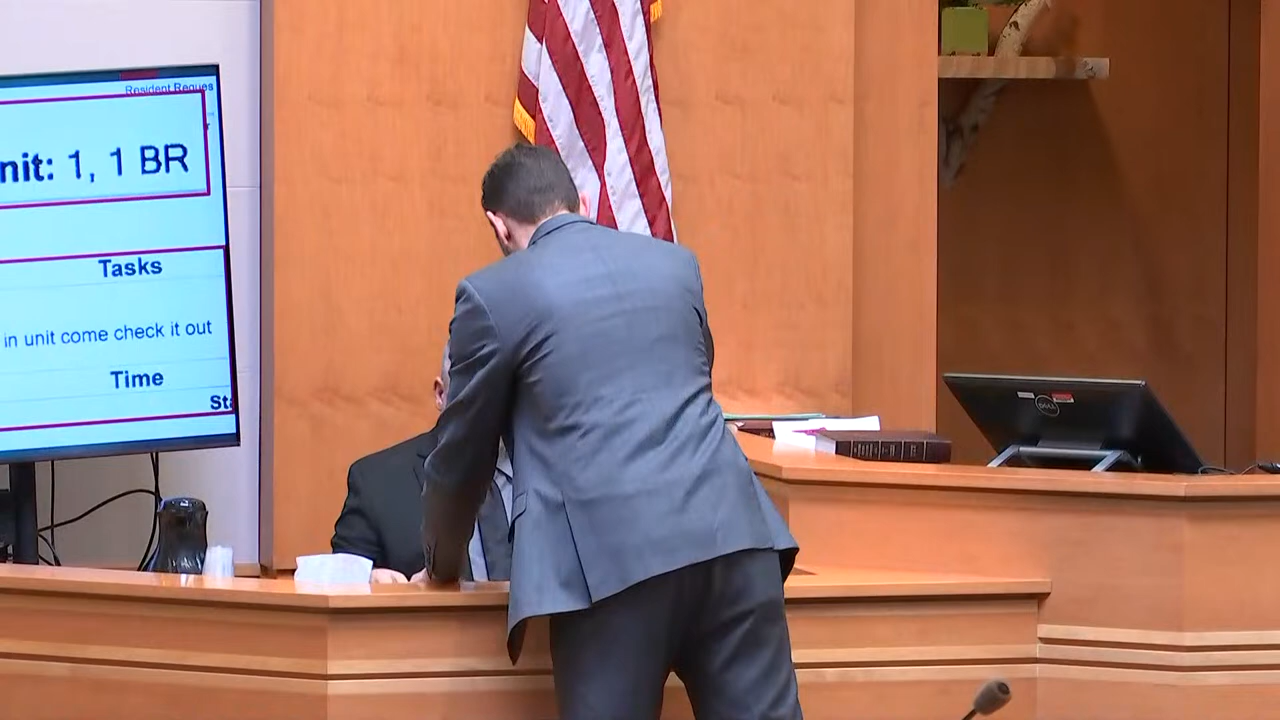 Resident Reques
nit: 1, 1 BR
Tasks
in unit come check it out
Time
Sta
DELL